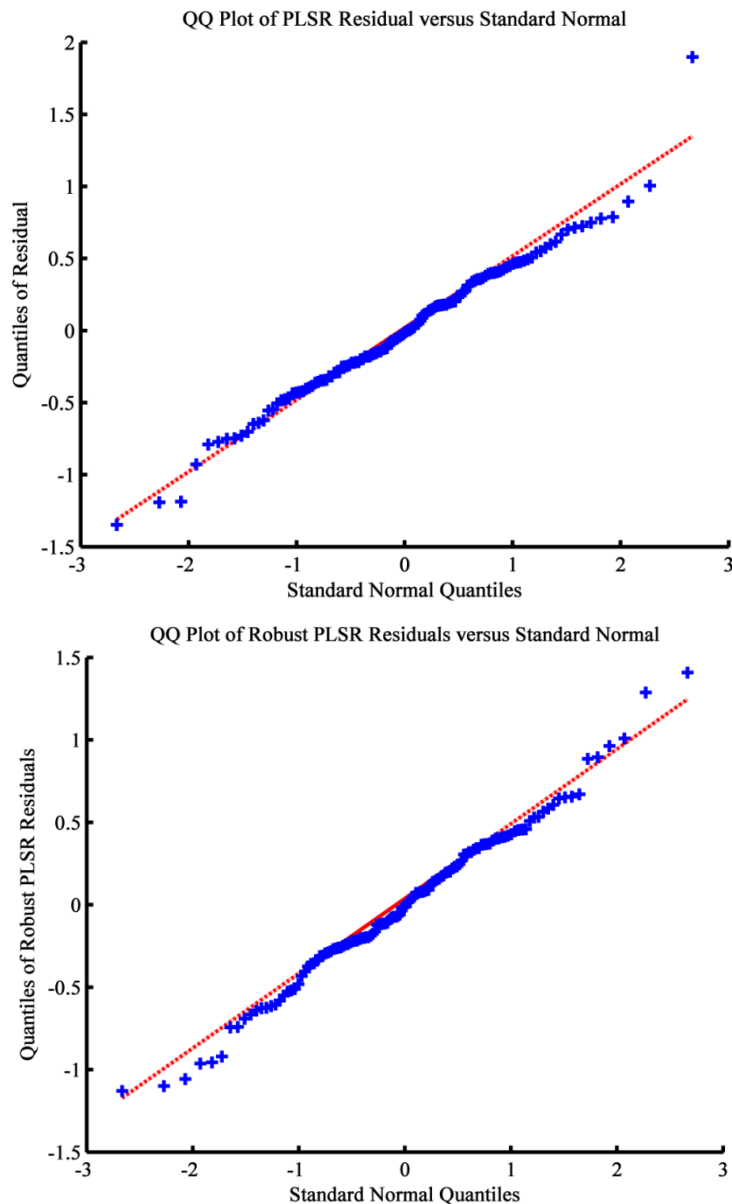 QQ Plot of PLSR Residual versus Standard Normal
2
1.5
1
0.5
0
-0.5
-1
-1.5
Quantiles of Residual
-3 -2 -1 0 1 2 3
Standard Normal Quantiles
QQ Plot of Robust PLSR Residuals versus Standard Normal
1.5
1
0.5
0
-0.5
-1
-1.5
Quantiles of Robust PLSR Residuals
-3 -2 -1 0 1 2 3
Standard Normal Quantiles